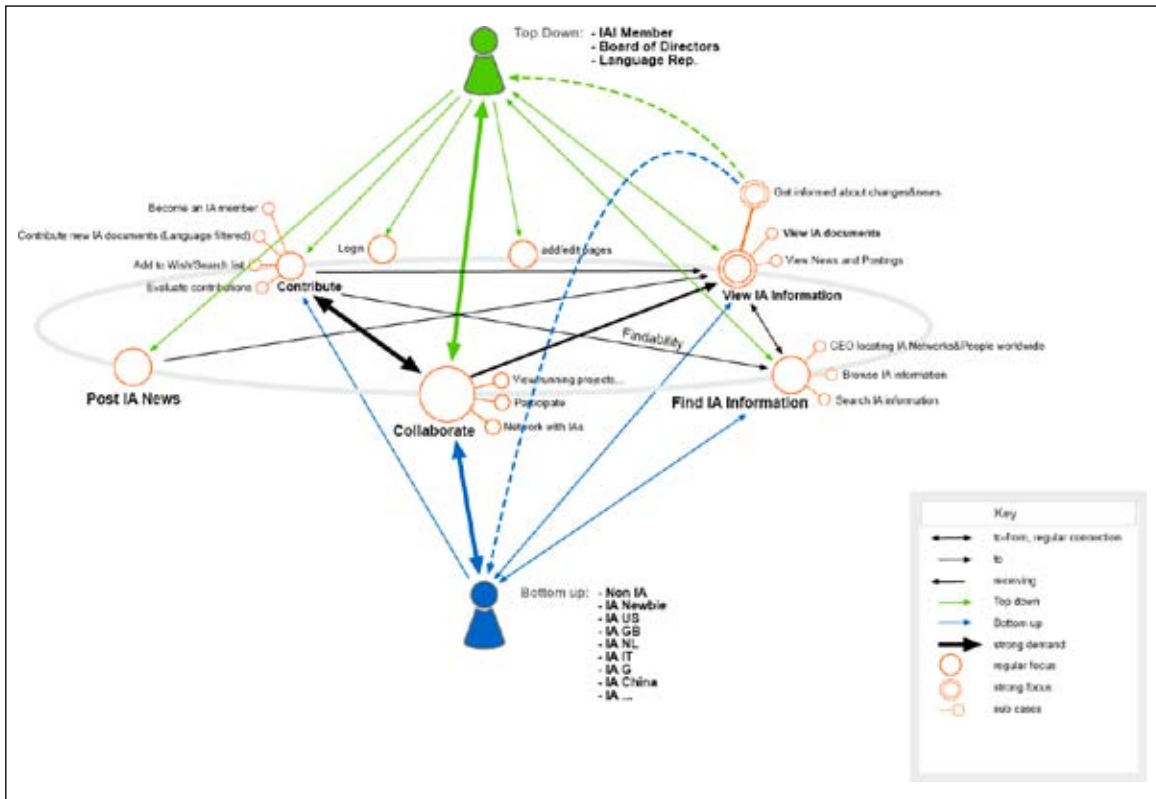 Top Down: - IAI Member
- Board of Directors
- Language Rep.
Get informed about changes&news
Become an IA member
View IA documents
Contribute new IA documents (Language filtered)
Login
add/edit pages
View News and Postings
Add to Wish/Search list
Evaluate contributions
Contribute
View IA Information
Findability
GEO locating IA Networks&People worldwide
Post IA News
View running projects...
Browse IA information
Participate
Find IA Information
Search IA information
Collaborate
Network with IAs
Key
to-from, regular connection
to
receiving
Top down
Bottom up
strong demand
regular focus
strong focus
sub cases
Bottom up: - Non IA
- IA Newbie
- IA US
- IA GB
- IA NL
- IA IT
- IA G
- IA China
- IA ...